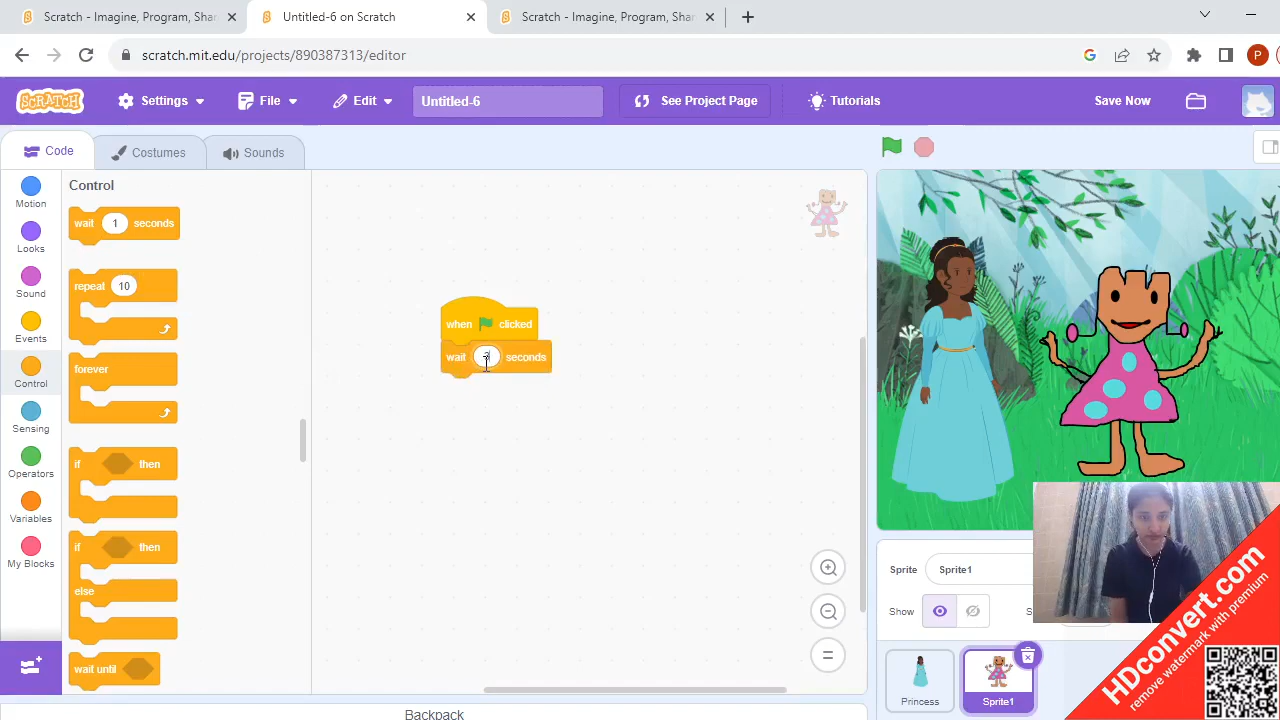 Scratch - Imagine, Program, Shar
Untitled-6 on Scratch
Scratch - Imagine, Program, Shar
scratch.mit.edu/projects/890387313/editor
P
SCRATCH
Settings
File
Edit
Untitled-6
See Project Page
Tutorials
Save Now
Code
Costumes
Sounds
Motion
Looks
Sound
Events
Control
Sensing
Operators
Variables
My Blocks
Control
wait 1 seconds
repeat 10
forever
if then
if then
else
wait until
when clicked
wait seconds
Sprite Sprite1
Show
Princess
Sprite1
Backpack
HDconvert.com
remove watermark with premium